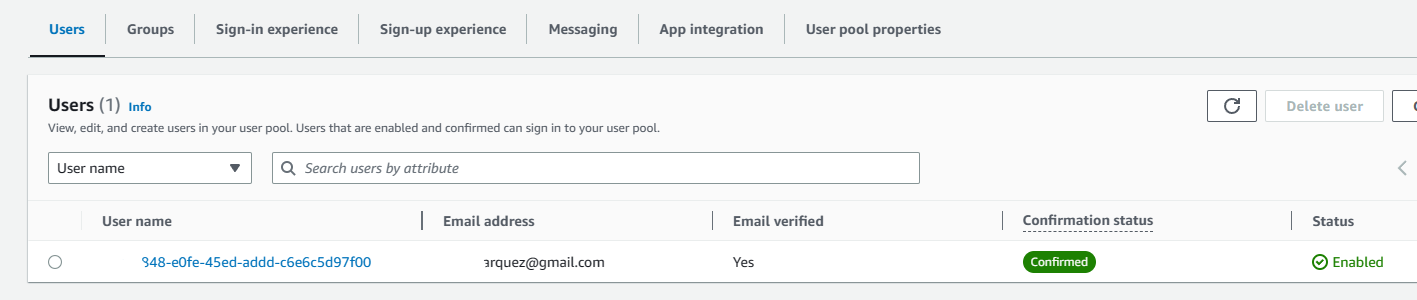 Users Groups Sign-in experience Sign-up experience Messaging App integration User pool properties
Users (1) Info
Delete user
View, edit, and create users in your user pool. Users that are enabled and confirmed can sign in to your user pool.
User name Search users by attribute
User name Email address Email verified Confirmation status Status
348-e0fe-45ed-addd-c6e6c5d97f00 arquez@gmail.com Yes Confirmed Enabled